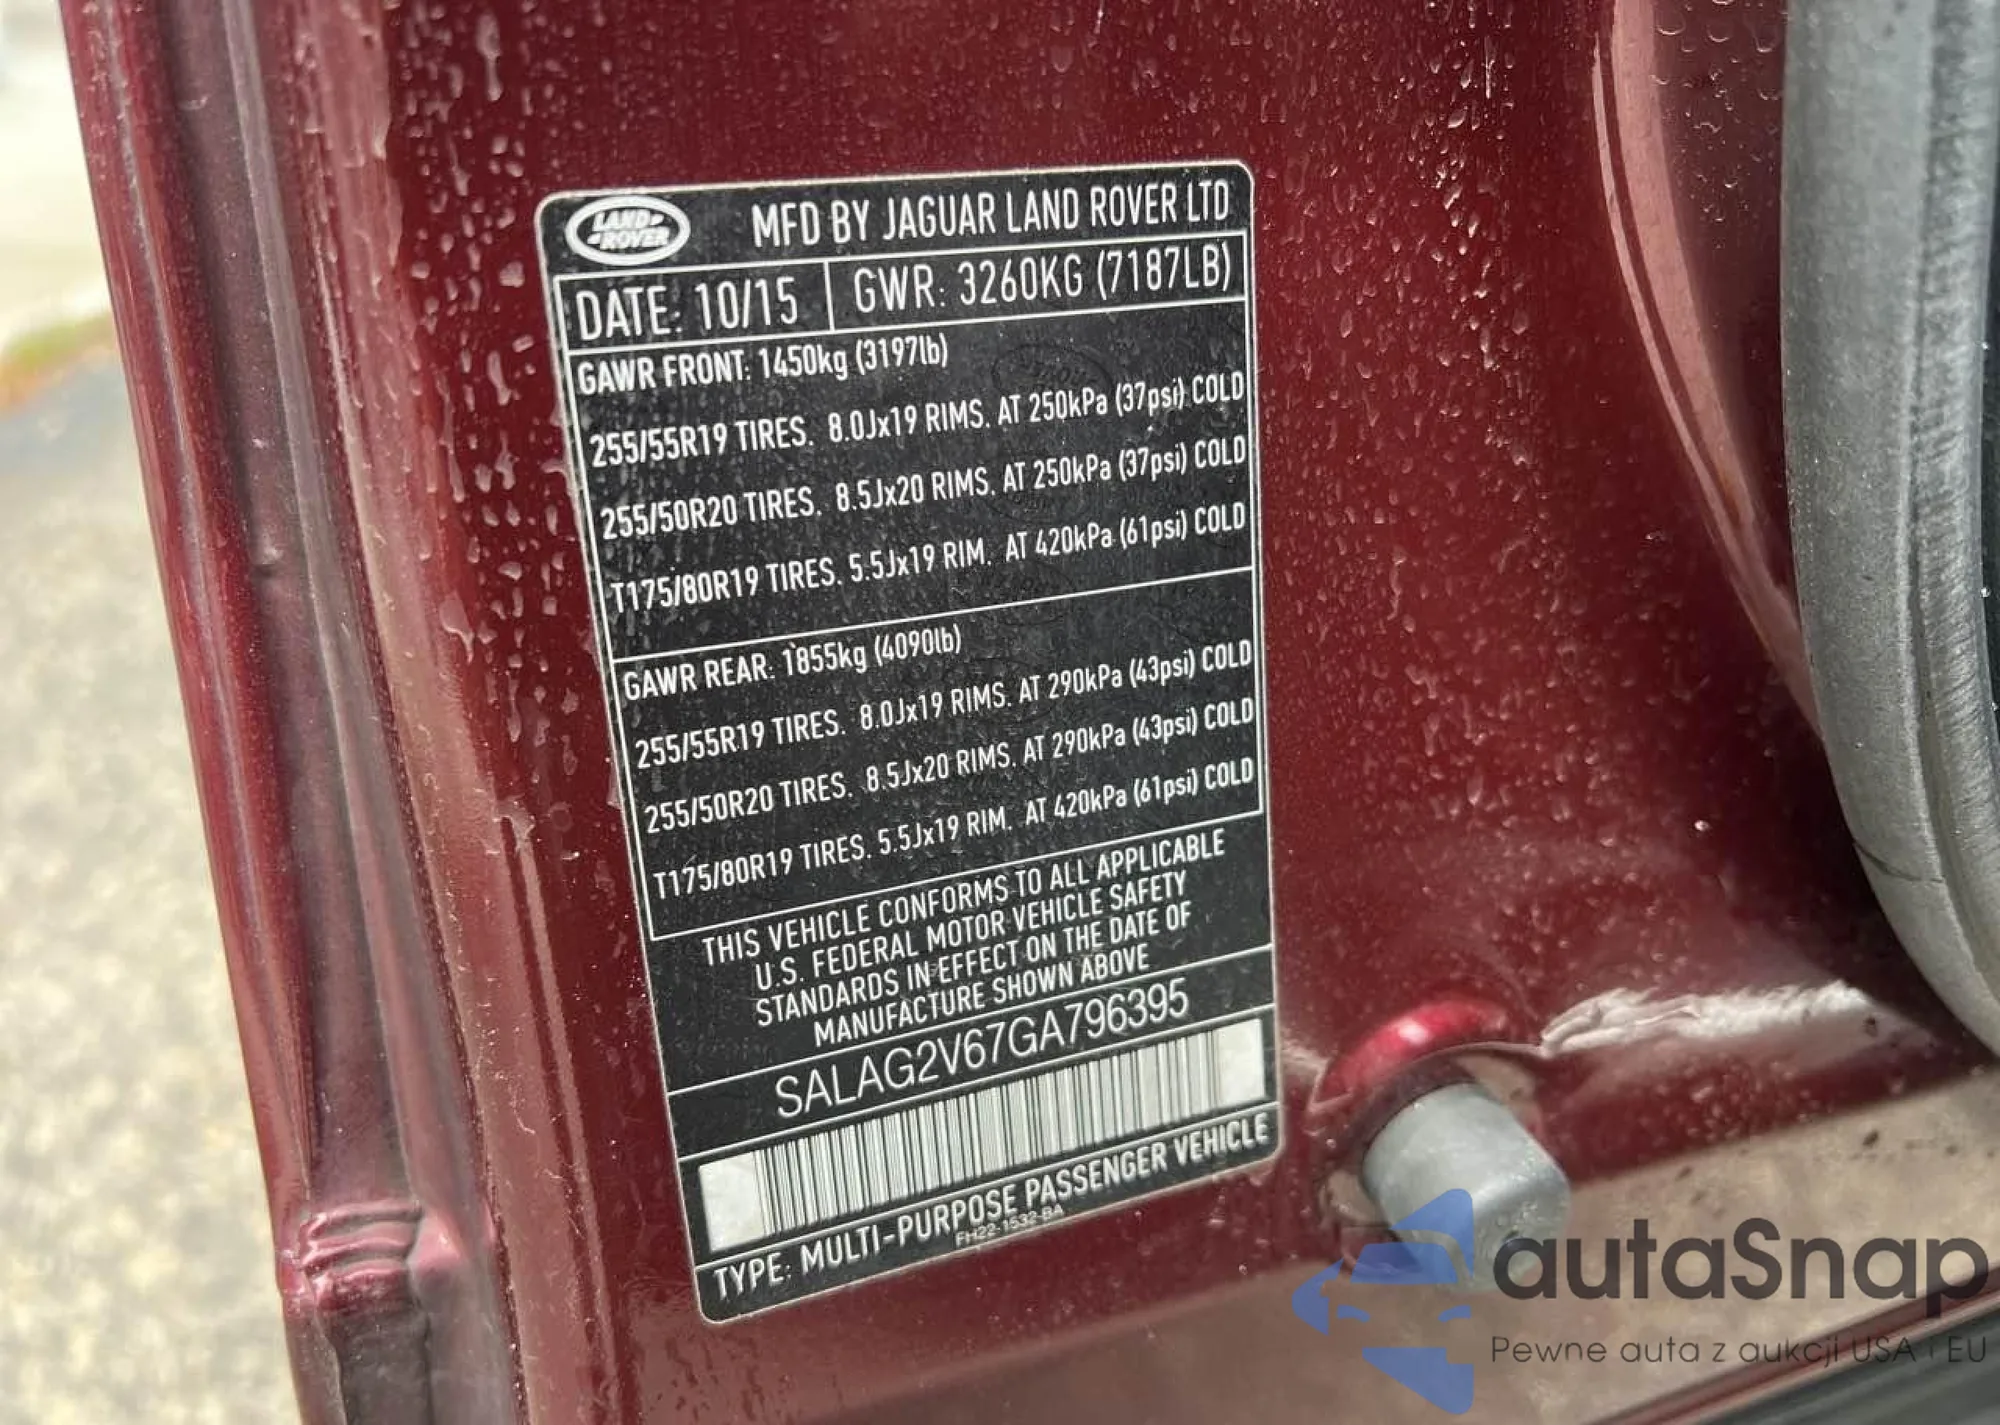 LAND
ROVER
MFD BY JAGUAR LAND ROVER LTD
DATE: 10/15
GWR: 3260KG (7187LB)
GAWR FRONT: 1450kg (3197lb)
255/55R19 TIRES. 8.0Jx19 RIMS. AT 250kPa (37psi) COLD
255/50R20 TIRES. 8.5Jx20 RIMS. AT 250kPa (37psi) COLD
T175/80R19 TIRES. 5.5Jx19 RIM. AT 420kPa (61psi) COLD
GAWR REAR: 1855kg (4090lb)
255/55R19 TIRES. 8.0Jx19 RIMS. AT 290kPa (43psi) COLD
255/50R20 TIRES. 8.5Jx20 RIMS. AT 290kPa (43psi) COLD
T175/80R19 TIRES. 5.5Jx19 RIM. AT 420kPa (61psi) COLD
THIS VEHICLE CONFORMS TO ALL APPLICABLE
U.S. FEDERAL MOTOR VEHICLE SAFETY
STANDARDS IN EFFECT ON THE DATE OF
MANUFACTURE SHOWN ABOVE
SALAG2V67GA796395
TYPE: MULTI-PURPOSE PASSENGER VEHICLE
FH22-1532-BA
autaSnap
Pewne auta z aukcji USA i EU